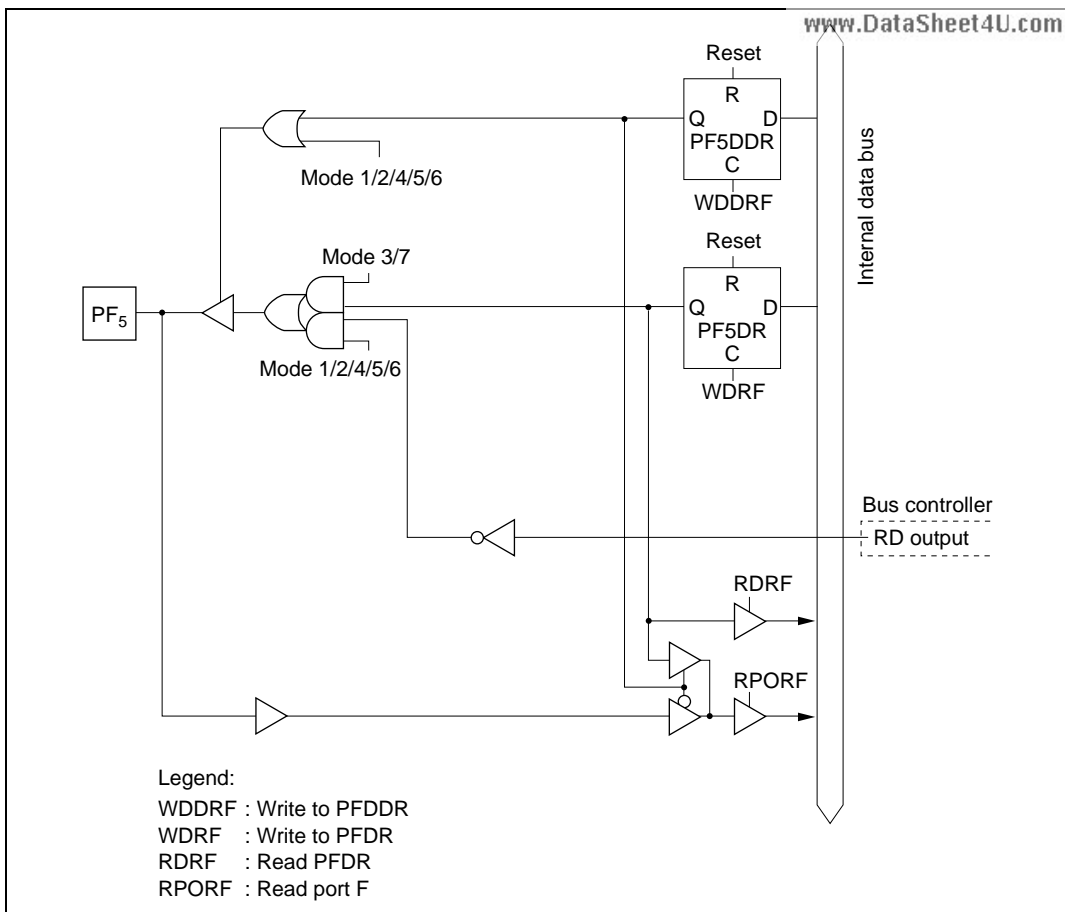 www.DataSheet4U.com
Reset
R
Q D
PF5DDR
C
WDDRF
Mode 1/2/4/5/6
Internal data bus
Reset
R
Q D
PF5DR
C
WDRF
Mode 3/7
PF5
Mode 1/2/4/5/6
Bus controller
RD output
RDRF
RPORF
Legend:
WDDRF : Write to PFDDR
WDRF : Write to PFDR
RDRF : Read PFDR
RPORF : Read port F